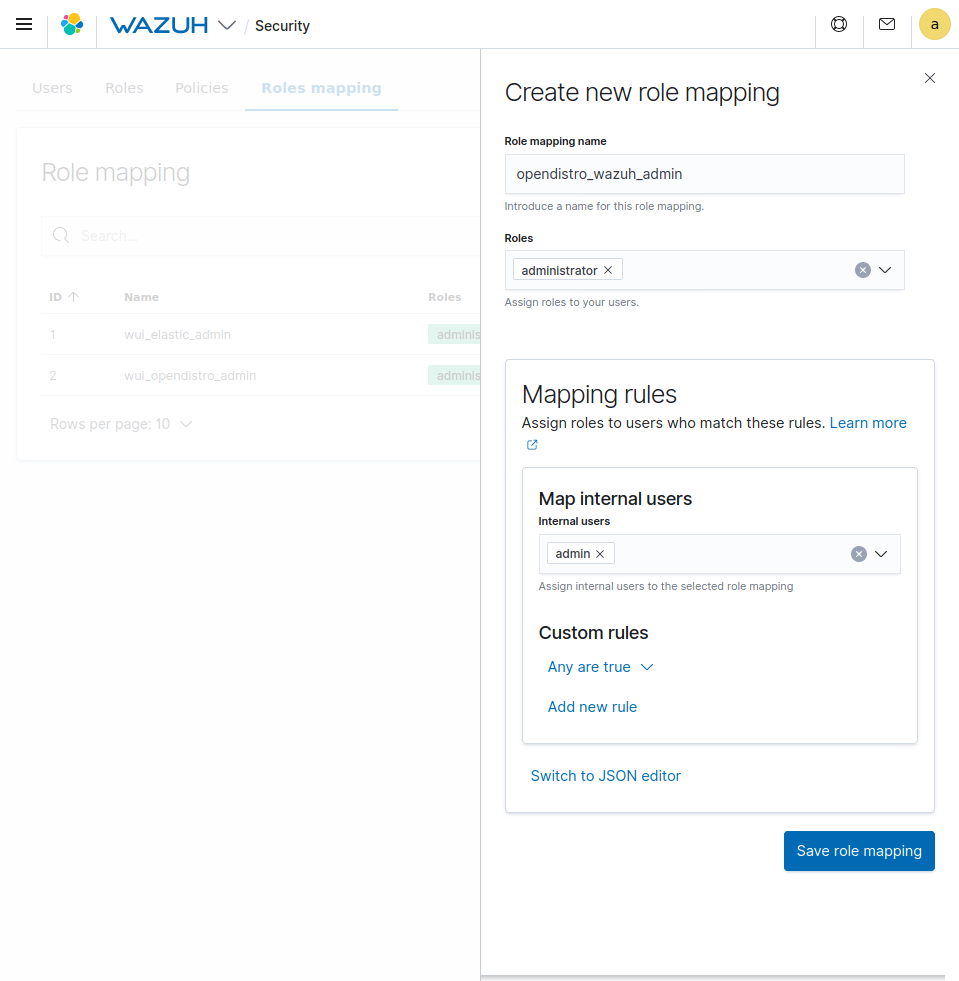 WAZUH / Security a
Users Roles Policies Roles mapping
Role mapping
Search...
ID Name Roles
1 wui_elastic_admin adminis
2 wui_opendistro_admin adminis
Rows per page: 10
Create new role mapping
Role mapping name
opendistro_wazuh_admin
Introduce a name for this role mapping.
Roles
administrator
Assign roles to your users.
Mapping rules
Assign roles to users who match these rules. Learn more
Map internal users
Internal users
admin
Assign internal users to the selected role mapping
Custom rules
Any are true
Add new rule
Switch to JSON editor
Save role mapping